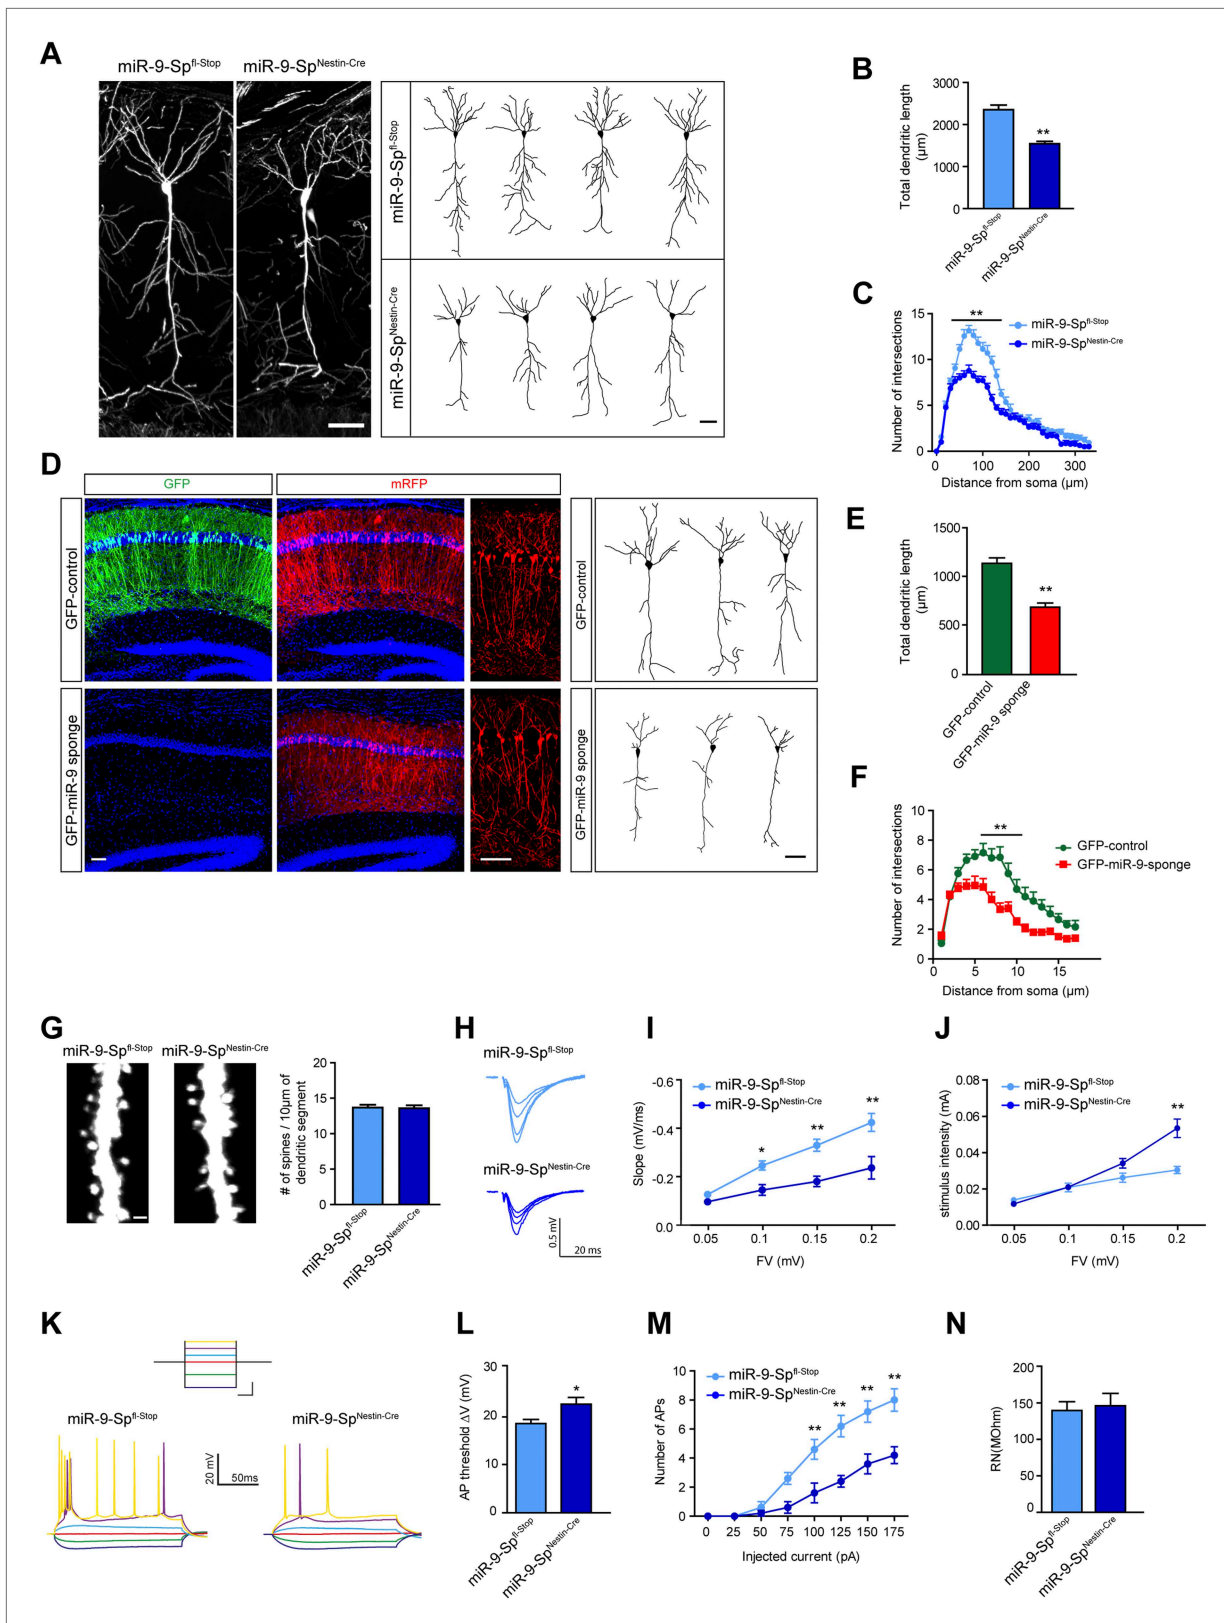 A
miR-9-Sp^fl-Stop
miR-9-Sp^Nestin-Cre
miR-9-Sp^fl-Stop
miR-9-Sp^Nestin-Cre
B
Total dendritic length
(µm)
3000
2000
1000
0
**
miR-9-Sp^fl-Stop
miR-9-Sp^Nestin-Cre
C
Number of intersections
15
10
5
0
**
miR-9-Sp^fl-Stop
miR-9-Sp^Nestin-Cre
0 100 200 300
Distance from soma (µm)
D
GFP
mRFP
GFP-control
GFP-control
GFP-miR-9 sponge
GFP-miR-9 sponge
E
Total dendritic length
(µm)
1500
1000
500
0
**
GFP-control
GFP-miR-9 sponge
F
Number of intersections
10
8
6
4
2
0
**
GFP-control
GFP-miR-9-sponge
0 5 10 15
Distance from soma (µm)
G
miR-9-Sp^fl-Stop
miR-9-Sp^Nestin-Cre
# of spines / 10µm of
dendritic segment
20
15
10
5
0
miR-9-Sp^fl-Stop
miR-9-Sp^Nestin-Cre
H
miR-9-Sp^fl-Stop
miR-9-Sp^Nestin-Cre
0.5 mV
20 ms
I
Slope (mV/ms)
-0.6
-0.4
-0.2
0.0
miR-9-Sp^fl-Stop
miR-9-Sp^Nestin-Cre
* ** **
0.05 0.1 0.15 0.2
FV (mV)
J
stimulus intensity (mA)
0.08
0.06
0.04
0.02
0.00
miR-9-Sp^fl-Stop
miR-9-Sp^Nestin-Cre
**
0.05 0.1 0.15 0.2
FV (mV)
K
miR-9-Sp^fl-Stop
miR-9-Sp^Nestin-Cre
20 mV
50ms
L
AP threshold ΔV (mV)
30
20
10
0
*
miR-9-Sp^fl-Stop
miR-9-Sp^Nestin-Cre
M
Number of APs
10
8
6
4
2
0
miR-9-Sp^fl-Stop
miR-9-Sp^Nestin-Cre
** ** ** **
0 25 50 75 100 125 150 175
Injected current (pA)
N
RN(MOhm)
200
150
100
50
0
miR-9-Sp^fl-Stop
miR-9-Sp^Nestin-Cre